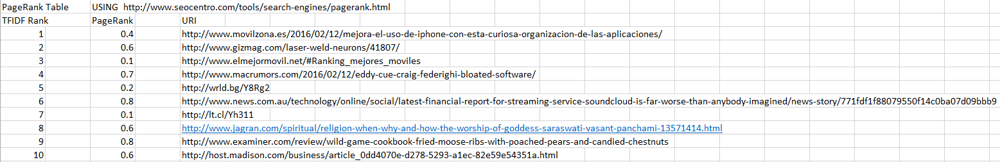 PageRank Table USING http://www.seocentro.com/tools/search-engines/pagerank.html
TFIDF Rank PageRank URI
1 0.4 http://www.movilzona.es/2016/02/12/mejora-el-uso-de-iphone-con-esta-curiosa-organizacion-de-las-aplicaciones/
2 0.6 http://www.gizmag.com/laser-weld-neurons/41807/
3 0.1 http://www.elmejormovil.net/#Ranking_mejores_moviles
4 0.7 http://www.macrumors.com/2016/02/12/eddy-cue-craig-federighi-bloated-software/
5 0.2 http://wrld.bg/Y8Rg2
6 0.8 http://www.news.com.au/technology/online/social/latest-financial-report-for-streaming-service-soundcloud-is-far-worse-than-anybody-imagined/news-story/771fdf1f88079550f14c0ba07d09bbb9
7 0.1 http://lt.cl/Yh311
8 0.6 http://www.jagran.com/spiritual/religion-when-why-and-how-the-worship-of-goddess-saraswati-vasant-panchami-13571414.html
9 0.8 http://www.examiner.com/review/wild-game-cookbook-fried-moose-ribs-with-poached-pears-and-candied-chestnuts
10 0.6 http://host.madison.com/business/article_0dd4070e-d278-5293-a1ec-82e59e54351a.html